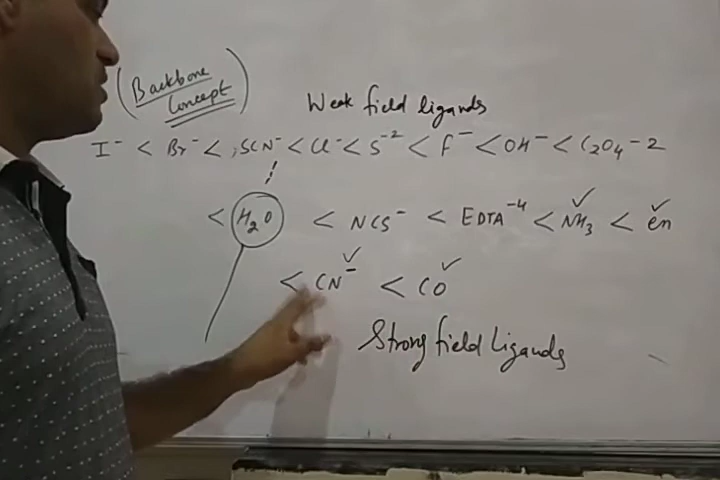 (Backbone
Concept)
Weak field ligands
I⁻ < Br⁻ < :SCN⁻ < Cl⁻ < S⁻² < F⁻ < OH⁻ < C₂O₄ - 2
< H₂O < NCS⁻ < EDTA⁻⁴ < NH₃ < en
< CN⁻ < CO
Strong field Ligands